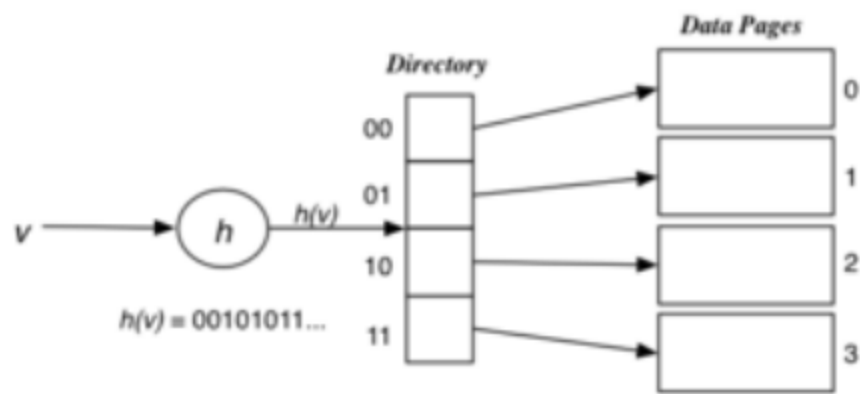 Data Pages
Directory
00
01
10
11
0
1
2
3
v
h
h(v)
h(v) = 00101011...